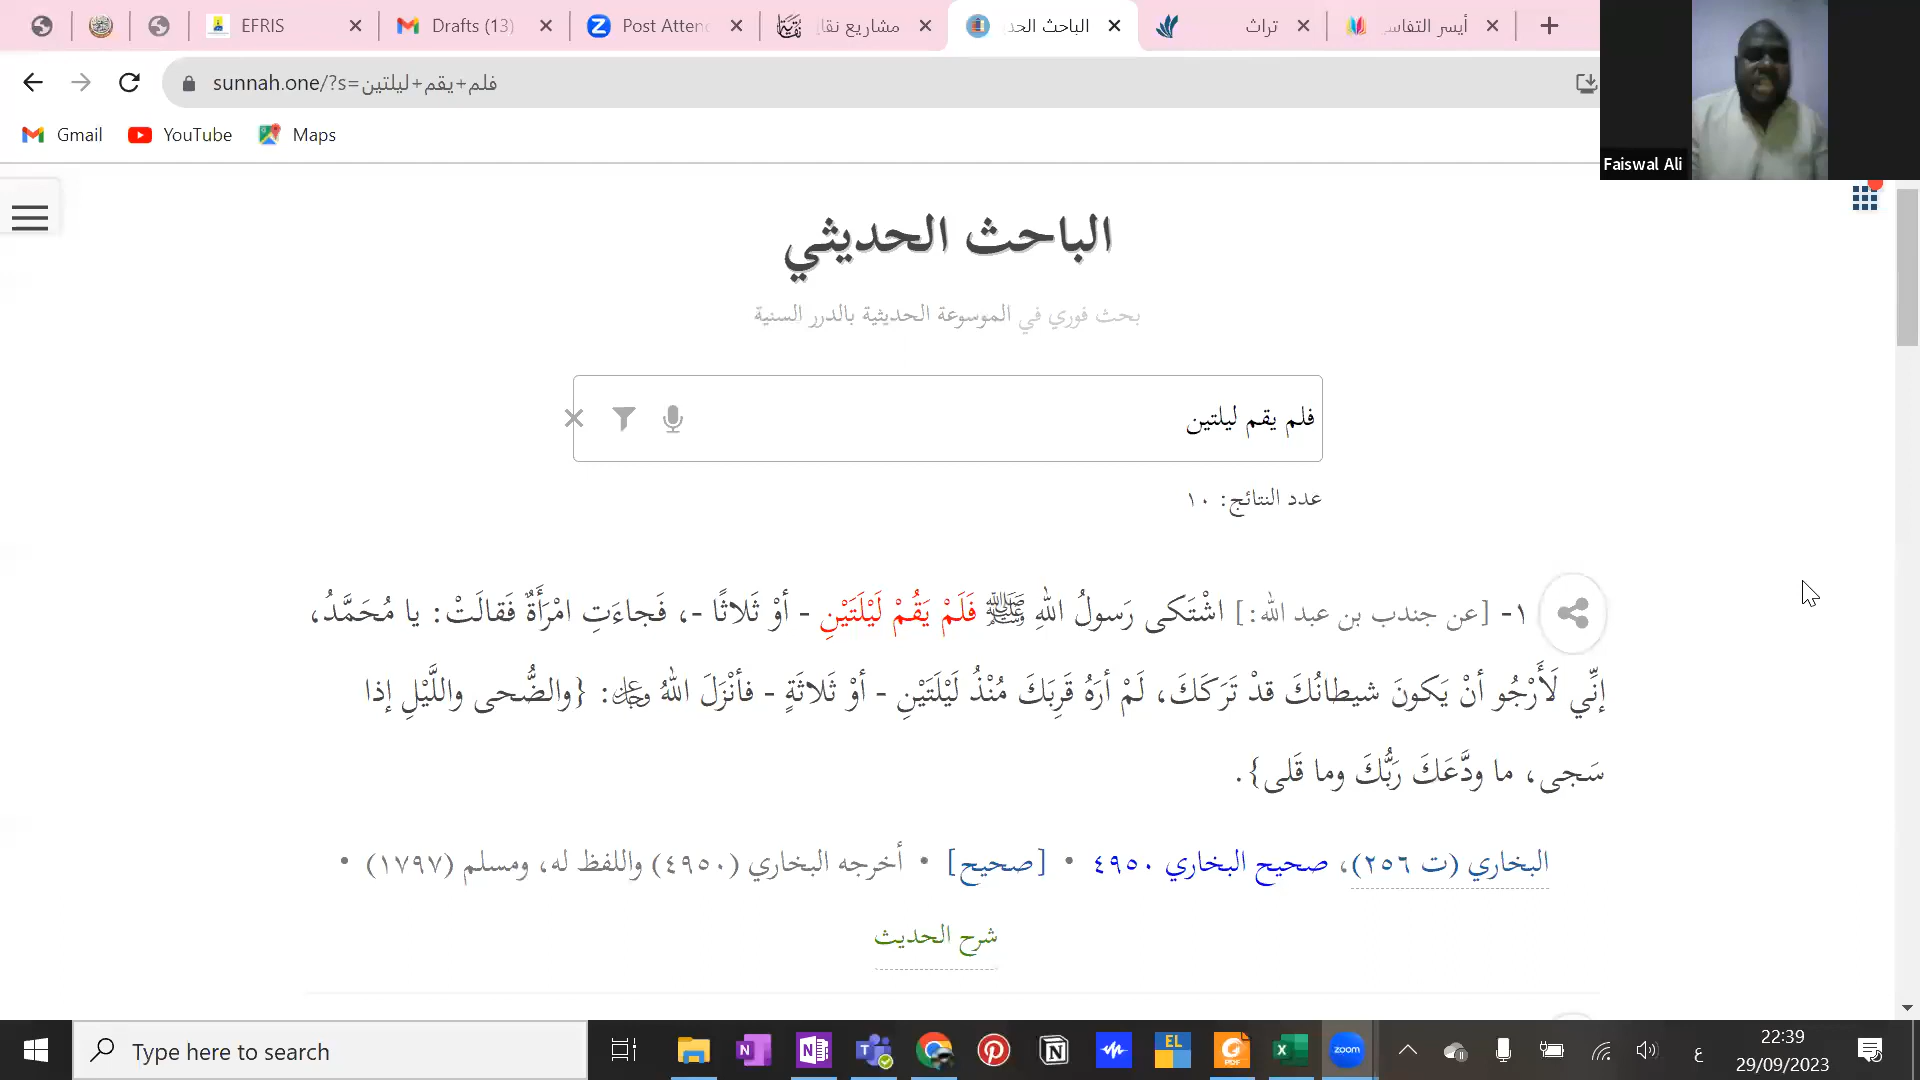 EFRIS
Drafts (13)
Post Atten
مشاريع نقا
الباحث الحد
تراث
أيسر التفاس
sunnah.one/?s=فلم+يقم+ليلتين
Gmail
YouTube
Maps
Faiswal Ali
الباحث الحديثي
بحث فوري في الموسوعة الحديثية بالدرر السنية
فلم يقم ليلتين
عدد النتائج: ١٠
١- [عن جندب بن عبد الله:] اشْتَكى رَسولُ اللهِ ﷺ فَلَمْ يَقُمْ لَيْلَتَيْنِ - أوْ ثَلاثًا -، فَجاءَتِ امْرَأَةٌ فَقالَتْ: يا مُحَمَّدُ،
إنِّي لَأَرْجُو أنْ يَكونَ شيطانُكَ قدْ تَرَكَكَ، لَمْ أرَهُ قَرِبَكَ مُنْذُ لَيْلَتَيْنِ - أوْ ثَلاثَةٍ - فأنْزَلَ اللهُ ﷿: {والضُّحى واللَّيْلِ إذا
سَجى، ما ودَّعَكَ رَبُّكَ وما قَلى}.
البخاري (ت ٢٥٦)، صحيح البخاري ٤٩٥٠ • [صحيح] • أخرجه البخاري (٤٩٥٠) واللفظ له، ومسلم (١٧٩٧) •
شرح الحديث
Type here to search
EL
PDF
zoom
ع
22:39
29/09/2023